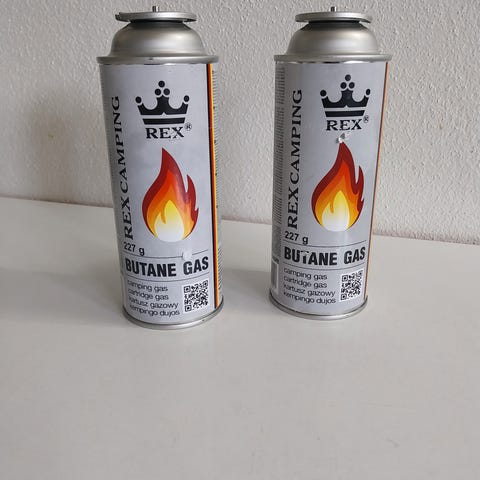 REX®
REX CAMPING
227 g
BUTANE GAS
camping gas
cartridge gas
kartusz gazowy
kempingo dujos
REX®
REX CAMPING
227 g
BUTANE GAS
camping gas
cartridge gas
kartusz gazowy
kempingo dujos